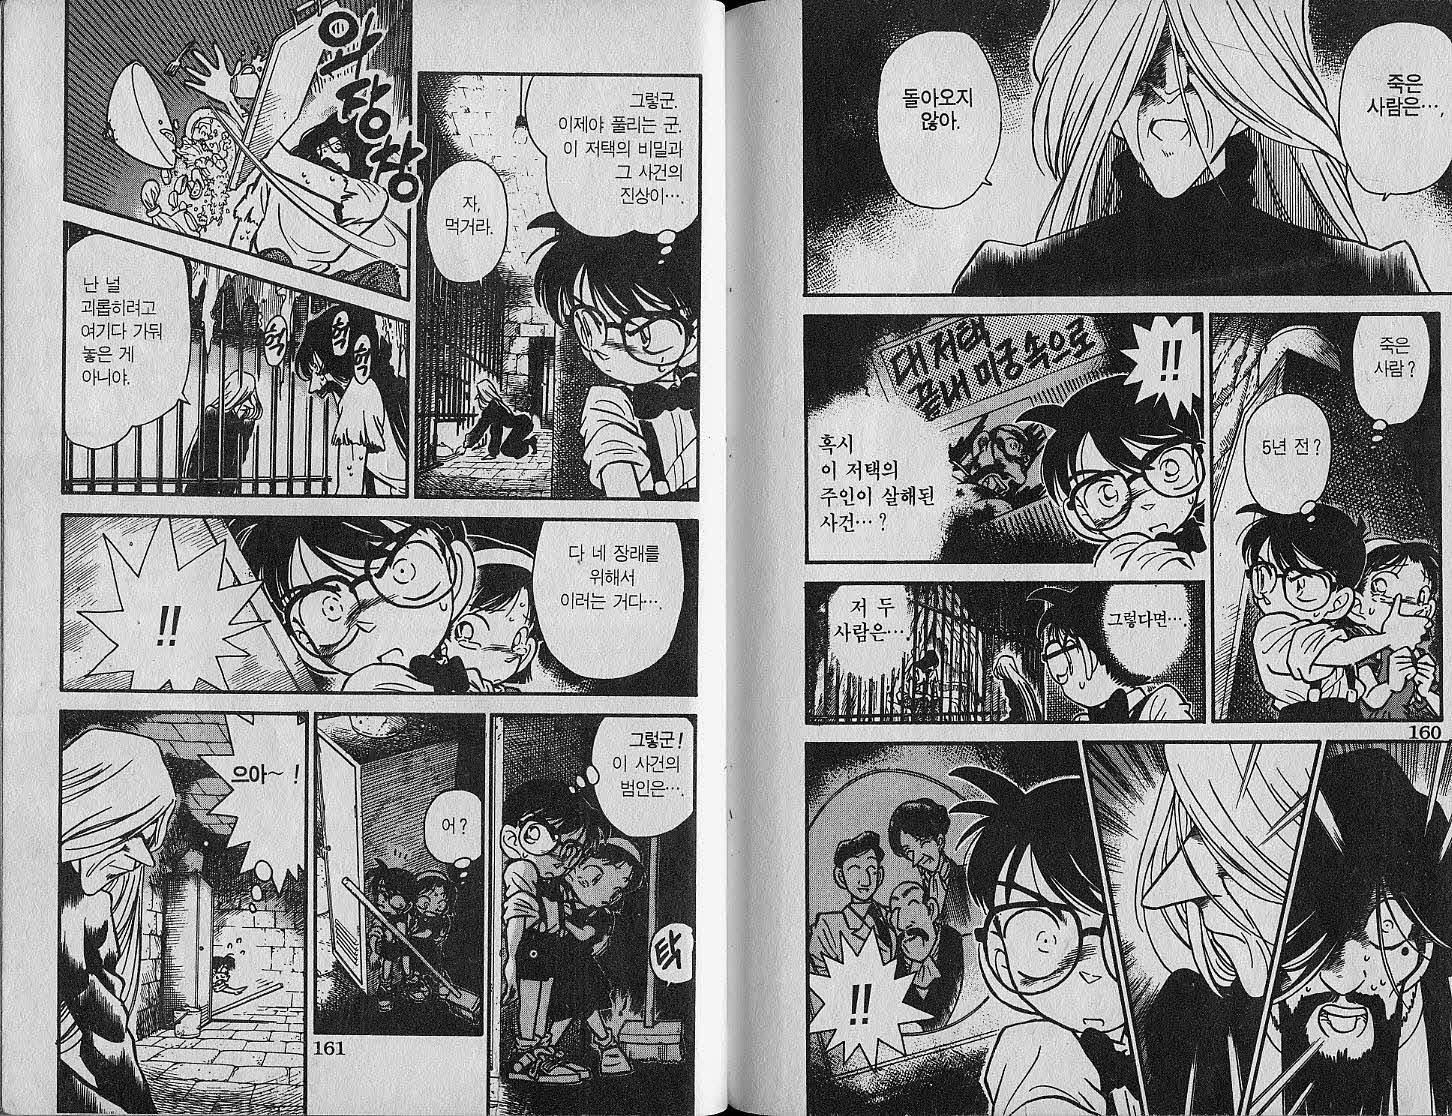 죽은
사람은…,
돌아오지
않아.
죽은
사람?
5년 전?
!!
대저택
끝내 미궁 속으로
혹시
이 저택의
주인이 살해된
사건…?
그렇다면…,
저 두
사람은…,
160
!!
그렇군.
이제야 풀리는 군.
이 저택의 비밀과
그 사건의
진상이….
자,
먹거라.
와
장
창
난 널
괴롭히려고
여기다 가둬
놓은 게
아니야.
헉
헉
헉
다 네 장래를
위해서
이러는 거다….
!!
그렇군!
이 사건의
범인은….
탁
어?
으아~!
161